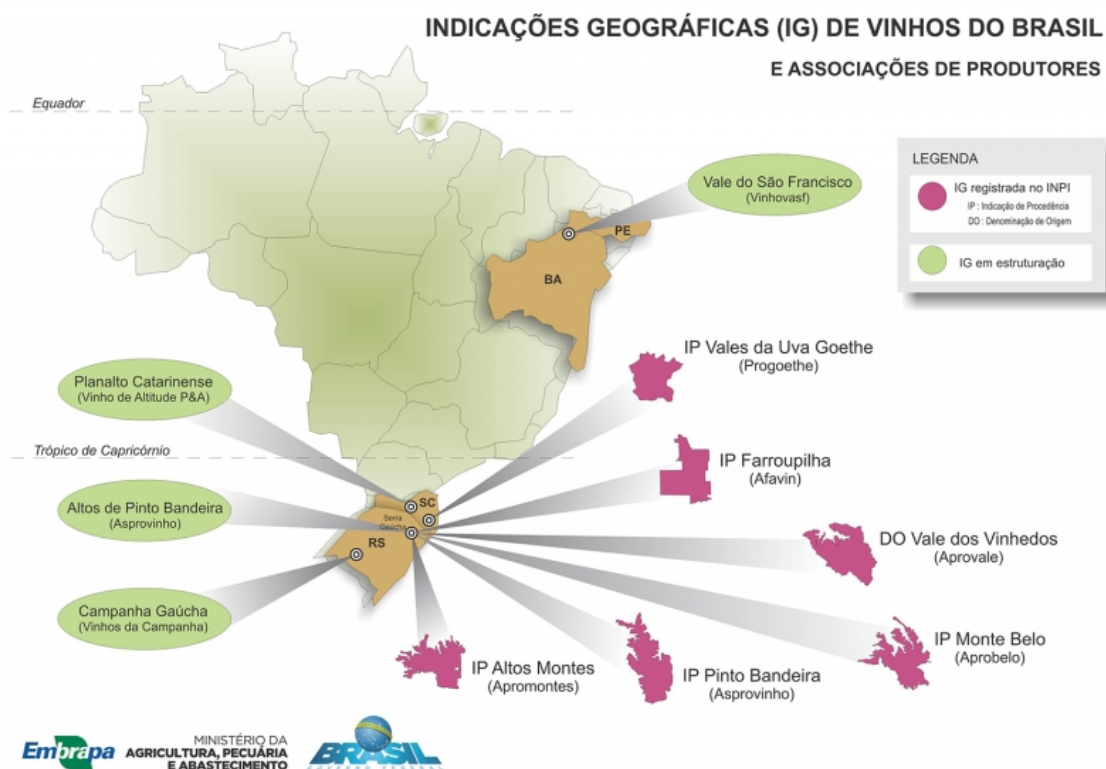 INDICAÇÕES GEOGRÁFICAS (IG) DE VINHOS DO BRASIL
E ASSOCIAÇÕES DE PRODUTORES
Equador
LEGENDA
IG registrada no INPI
IP : Indicação de Procedência
DO : Denominação de Origem
IG em estruturação
Vale do São Francisco
(Vinhovasf)
PE
BA
IP Vales da Uva Goethe
(Progoethe)
Planalto Catarinense
(Vinho de Altitude P&A)
Trópico de Capricórnio
IP Farroupilha
(Afavin)
Altos de Pinto Bandeira
(Asprovinho)
SC
Serra
Gaúcha
RS
DO Vale dos Vinhedos
(Aprovale)
Campanha Gaúcha
(Vinhos da Campanha)
IP Monte Belo
(Aprobelo)
IP Altos Montes
(Apromontes)
IP Pinto Bandeira
(Asprovinho)
Embrapa
MINISTÉRIO DA
AGRICULTURA, PECUÁRIA
E ABASTECIMENTO
BRASIL
GOVERNO FEDERAL